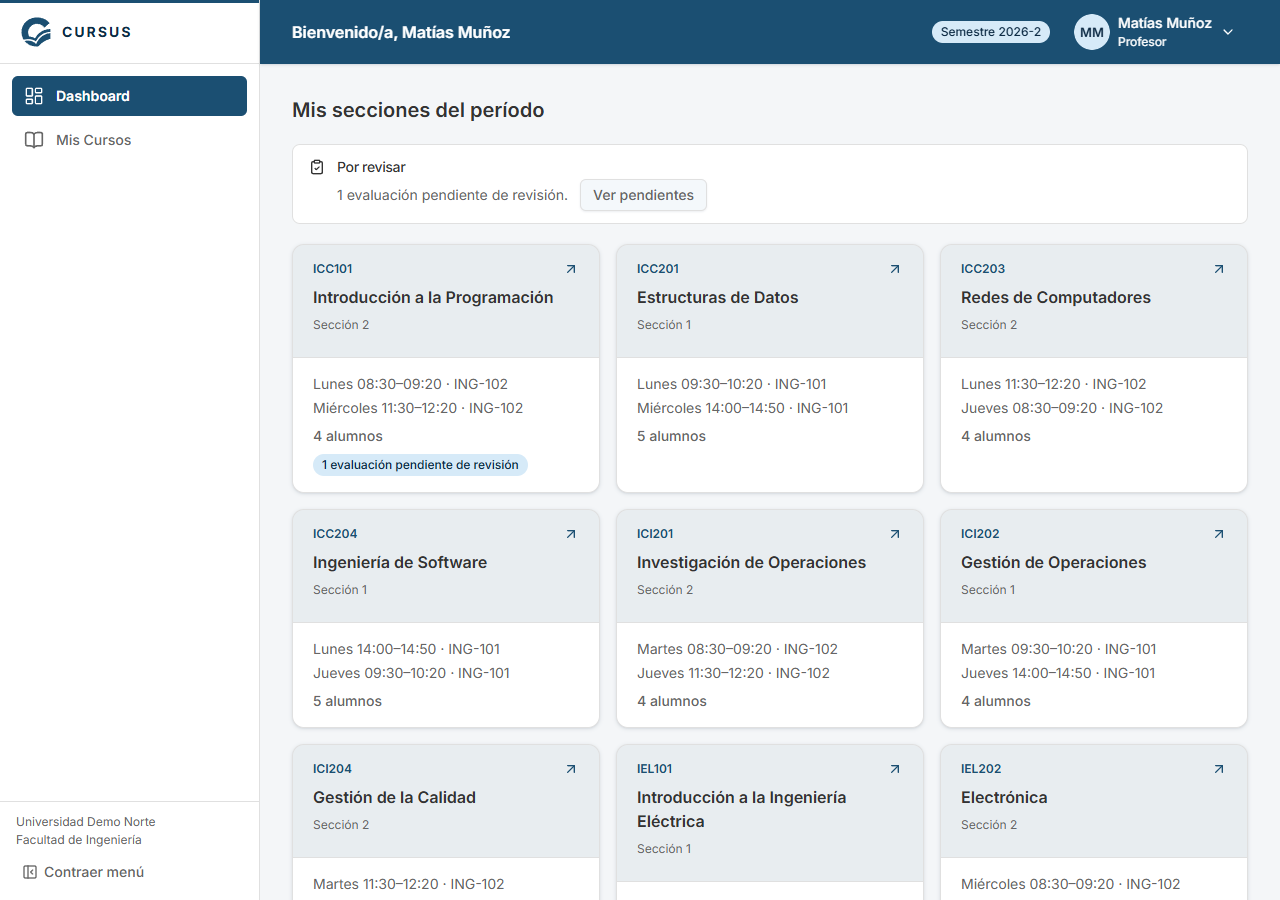 CURSUS
Bienvenido/a, Matías Muñoz
Semestre 2026-2
MM
Matías Muñoz
Profesor
Dashboard
Mis Cursos
Mis secciones del período
Por revisar
1 evaluación pendiente de revisión.
Ver pendientes
ICC101
Introducción a la Programación
Sección 2
Lunes 08:30–09:20 · ING-102
Miércoles 11:30–12:20 · ING-102
4 alumnos
1 evaluación pendiente de revisión
ICC201
Estructuras de Datos
Sección 1
Lunes 09:30–10:20 · ING-101
Miércoles 14:00–14:50 · ING-101
5 alumnos
ICC203
Redes de Computadores
Sección 2
Lunes 11:30–12:20 · ING-102
Jueves 08:30–09:20 · ING-102
4 alumnos
ICC204
Ingeniería de Software
Sección 1
Lunes 14:00–14:50 · ING-101
Jueves 09:30–10:20 · ING-101
5 alumnos
ICI201
Investigación de Operaciones
Sección 2
Martes 08:30–09:20 · ING-102
Jueves 11:30–12:20 · ING-102
4 alumnos
ICI202
Gestión de Operaciones
Sección 1
Martes 09:30–10:20 · ING-101
Jueves 14:00–14:50 · ING-101
4 alumnos
ICI204
Gestión de la Calidad
Sección 2
Martes 11:30–12:20 · ING-102
IEL101
Introducción a la Ingeniería
Eléctrica
Sección 1
IEL202
Electrónica
Sección 2
Miércoles 08:30–09:20 · ING-102
Universidad Demo Norte
Facultad de Ingeniería
Contraer menú